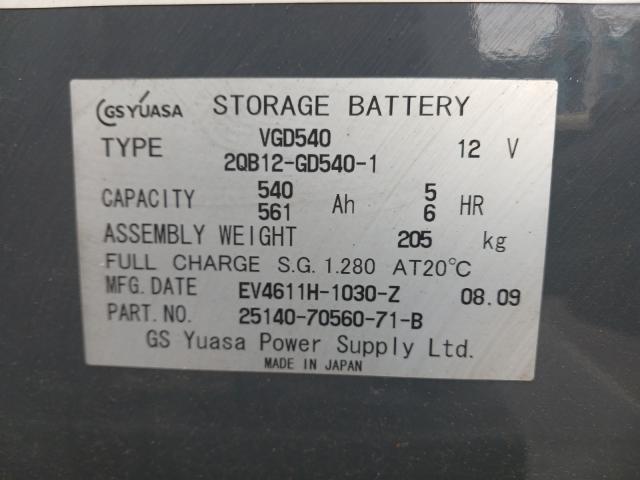 GS YUASA STORAGE BATTERY
TYPE VGD540 12 V
2QB12-GD540-1
CAPACITY 540 Ah 5 HR
561 6
ASSEMBLY WEIGHT 205 kg
FULL CHARGE S.G. 1.280 AT20℃
MFG. DATE EV4611H-1030-Z 08.09
PART. NO. 25140-70560-71-B
GS Yuasa Power Supply Ltd.
MADE IN JAPAN